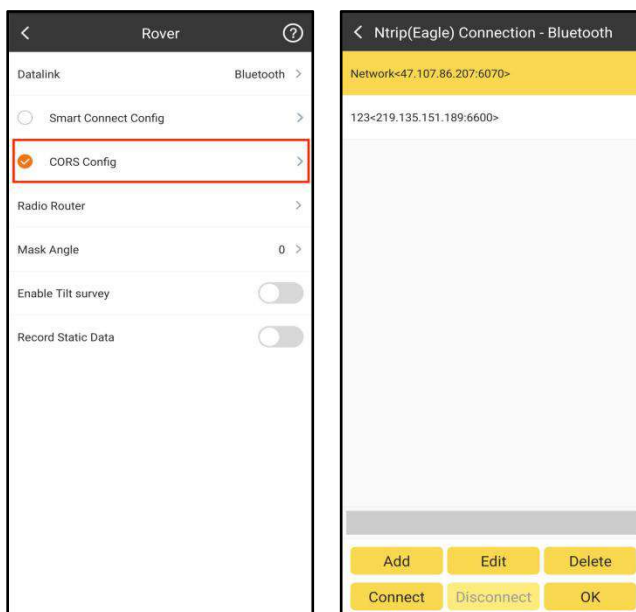 Rover
Datalink Bluetooth
Smart Connect Config
CORS Config
Radio Router
Mask Angle 0
Enable Tilt survey
Record Static Data
Ntrip(Eagle) Connection - Bluetooth
Network<47.107.86.207:6070>
123<219.135.151.189:6600>
Add Edit Delete
Connect Disconnect OK